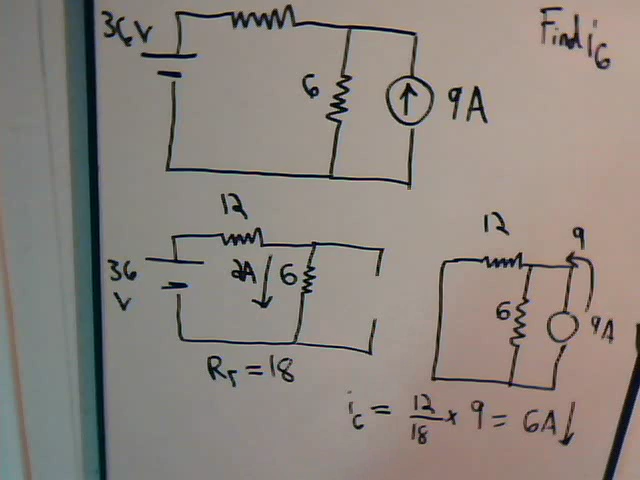 36V
Find i6
6
9A
12
36
V
2A
6
RT = 18
12
9
6
9A
ic = 12/18 × 9 = 6A↓